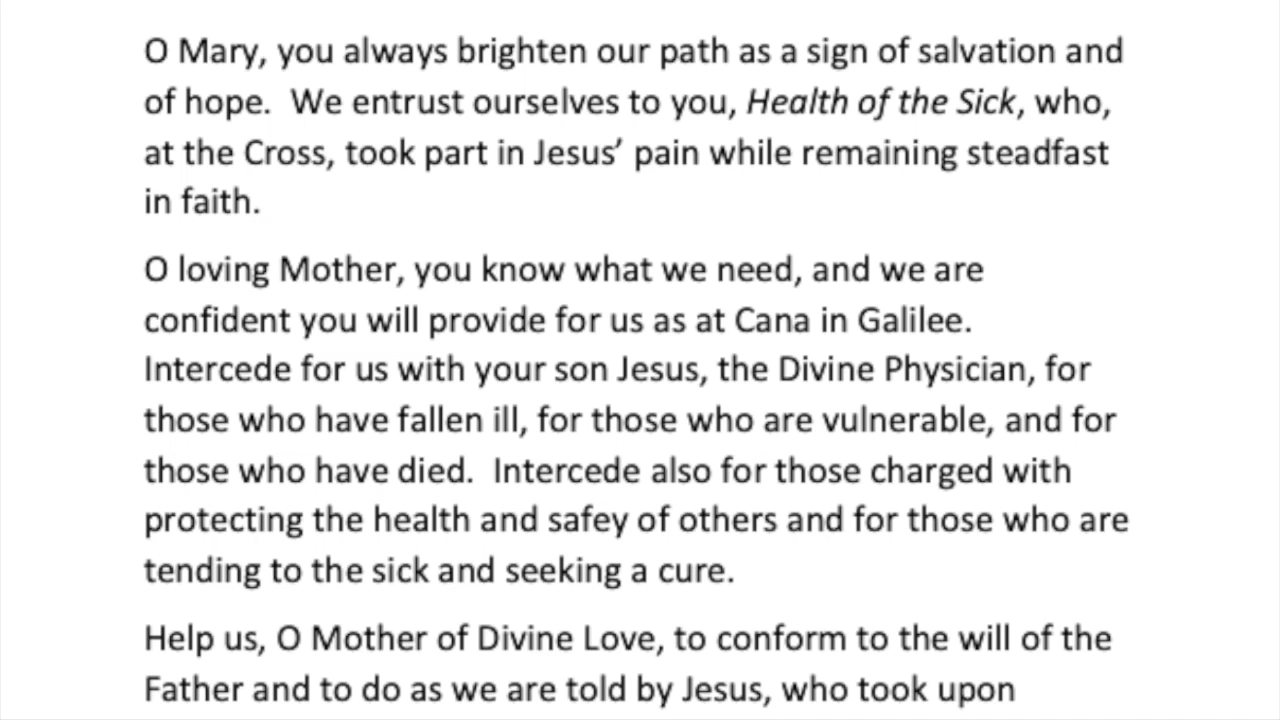 O Mary, you always brighten our path as a sign of salvation and
of hope.  We entrust ourselves to you, Health of the Sick, who,
at the Cross, took part in Jesus’ pain while remaining steadfast
in faith.
O loving Mother, you know what we need, and we are
confident you will provide for us as at Cana in Galilee.
Intercede for us with your son Jesus, the Divine Physician, for
those who have fallen ill, for those who are vulnerable, and for
those who have died.  Intercede also for those charged with
protecting the health and safey of others and for those who are
tending to the sick and seeking a cure.
Help us, O Mother of Divine Love, to conform to the will of the
Father and to do as we are told by Jesus, who took upon